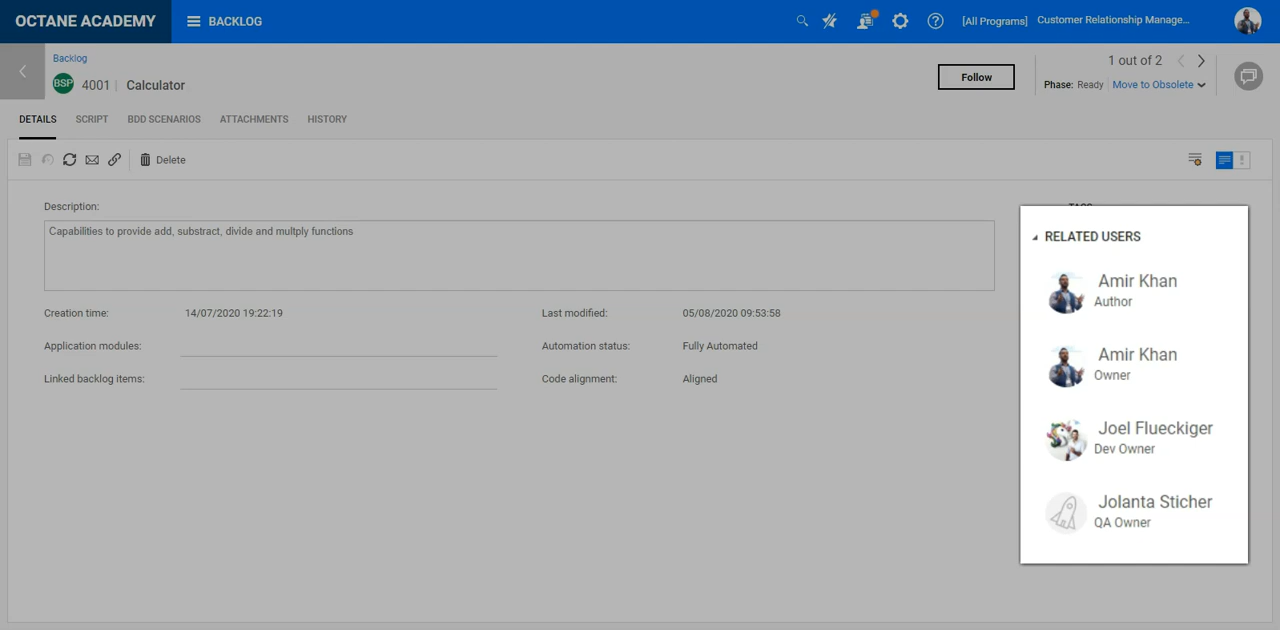 OCTANE ACADEMY
BACKLOG
[All Programs] Customer Relationship Manage...
Backlog
BSP 4001 | Calculator
Follow
1 out of 2
Phase: Ready Move to Obsolete
DETAILS SCRIPT BDD SCENARIOS ATTACHMENTS HISTORY
Delete
Description:
Capabilities to provide add, substract, divide and multply functions
Creation time: 14/07/2020 19:22:19 Last modified: 05/08/2020 09:53:58
Application modules: Automation status: Fully Automated
Linked backlog items: Code alignment: Aligned
TAGS
RELATED USERS
Amir Khan
Author
Amir Khan
Owner
Joel Flueckiger
Dev Owner
Jolanta Sticher
QA Owner